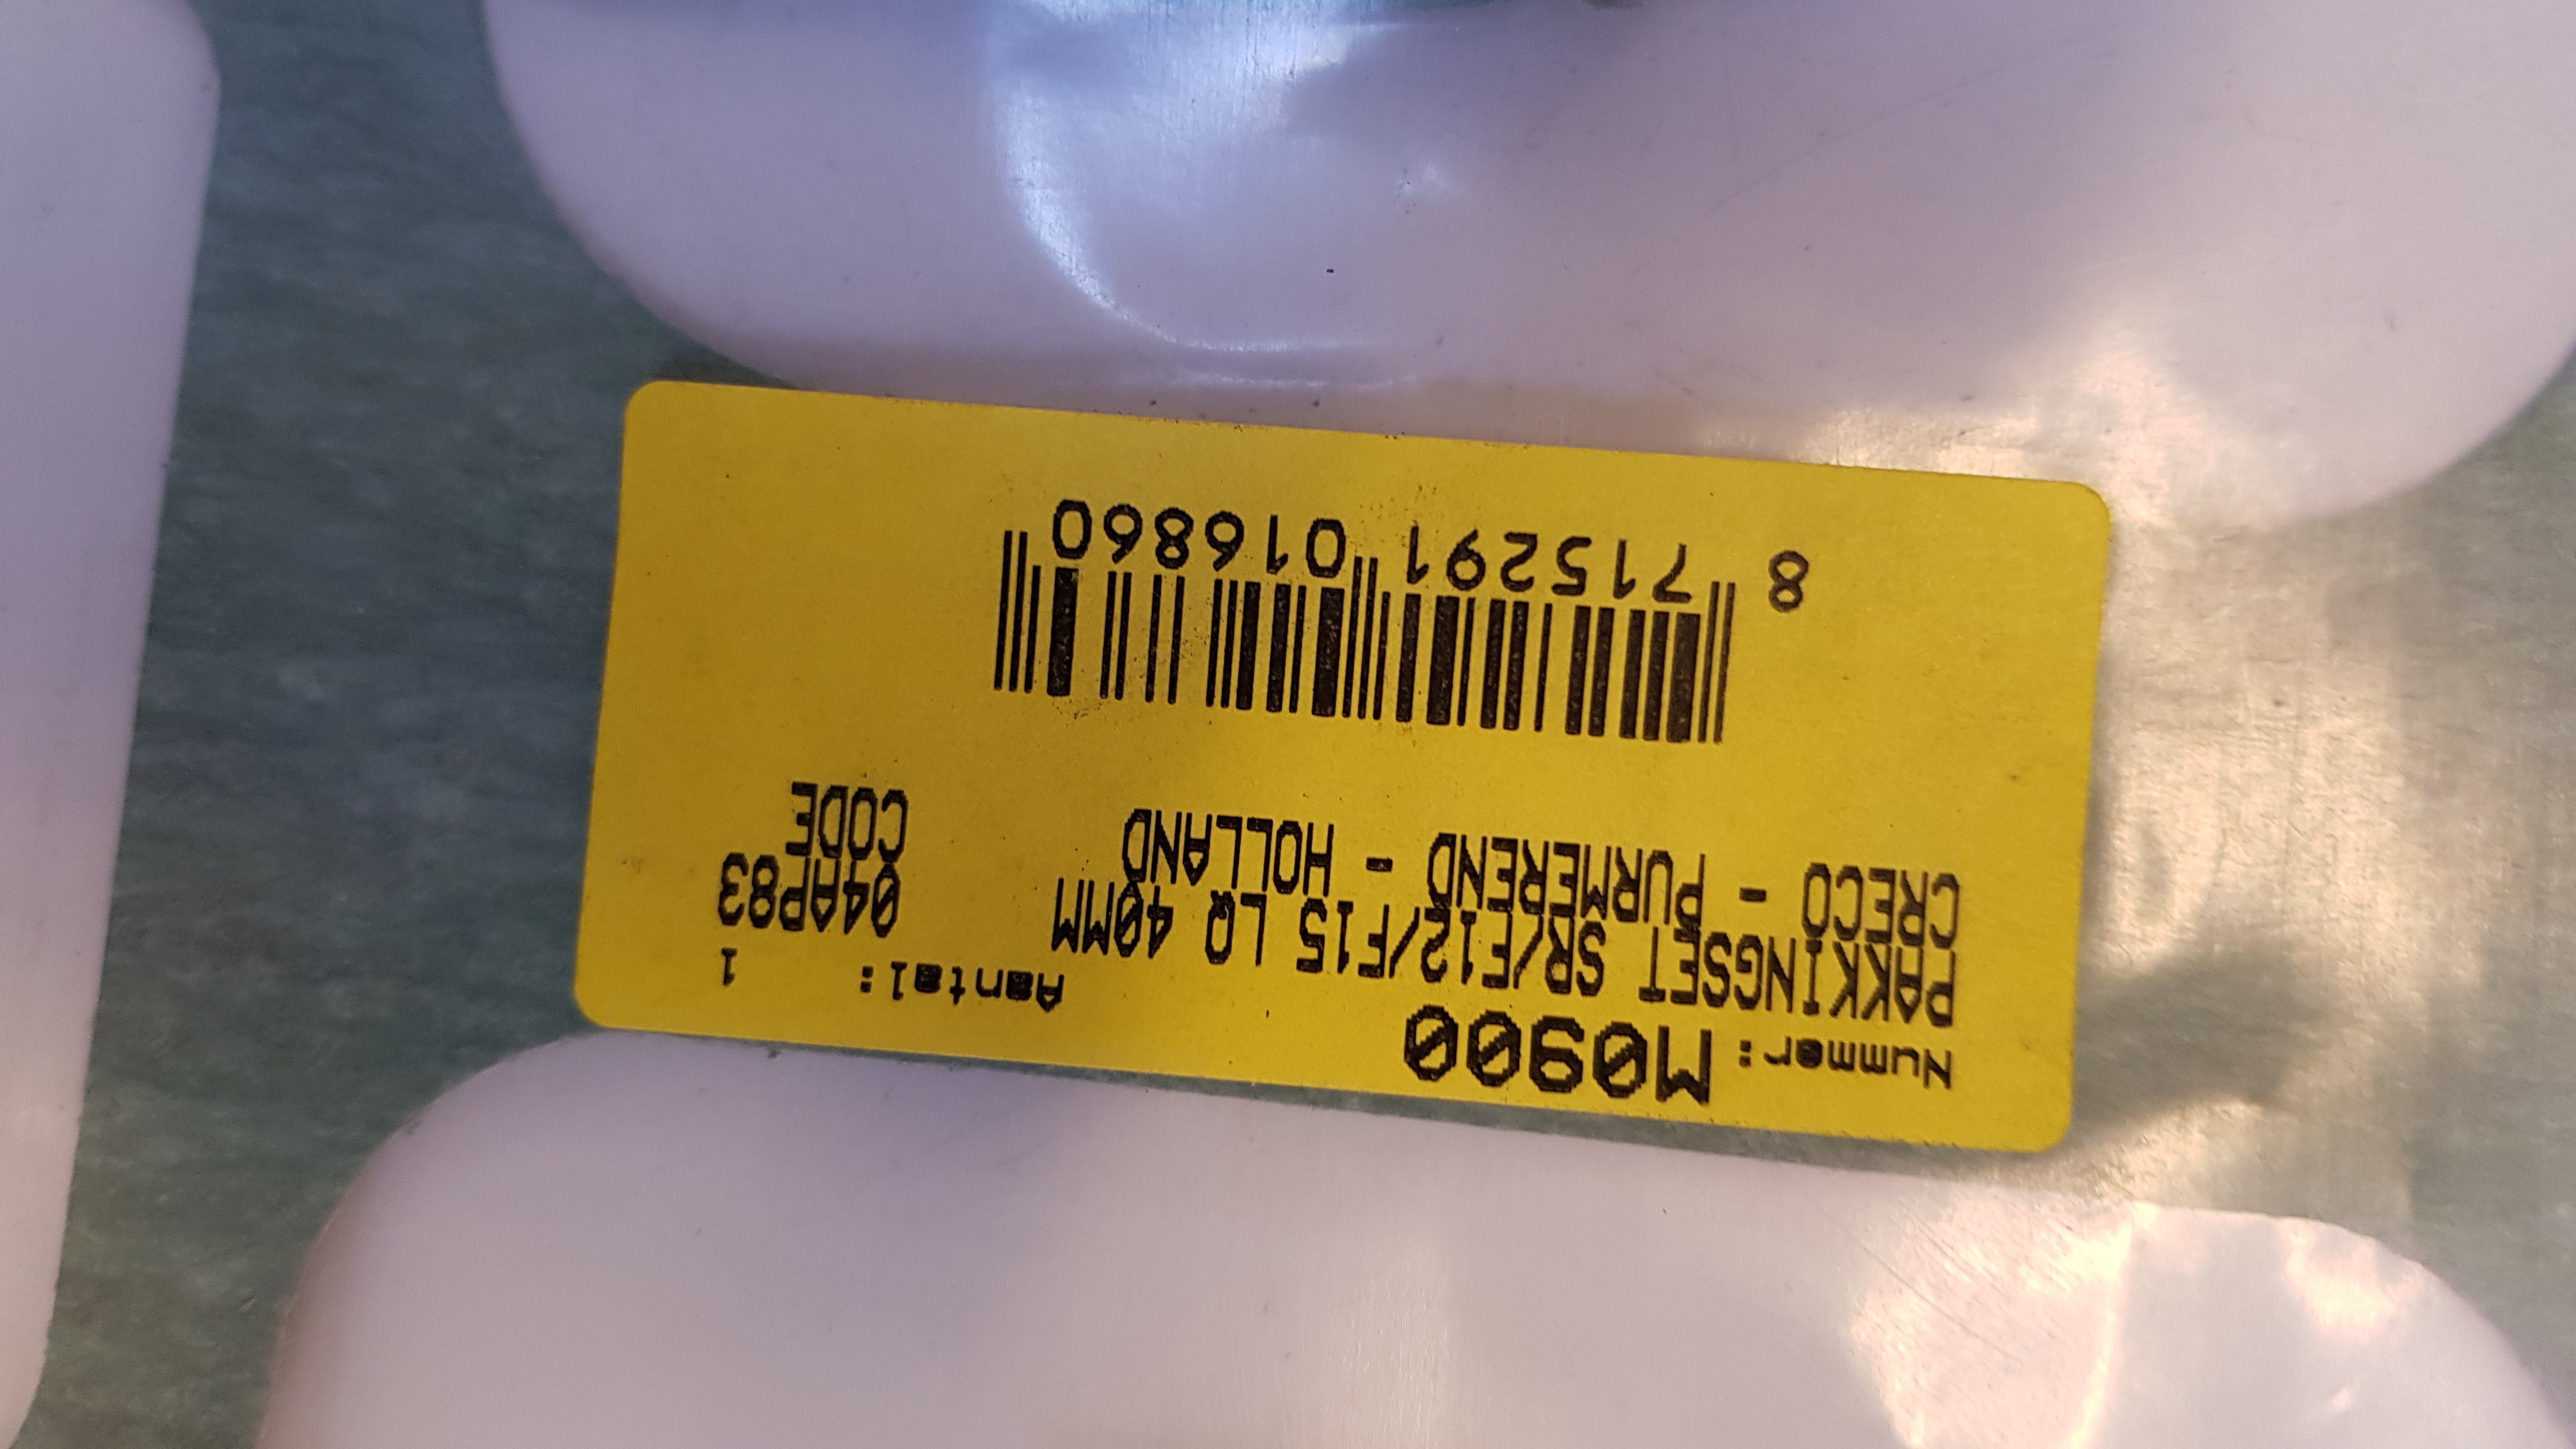 Nummer: M0900 Aantal: 1
PAKKINGSET SR/E12/F15 LQ 40MM 04AP83
CRECO - PURMEREND - HOLLAND CODE
8 715291 016860